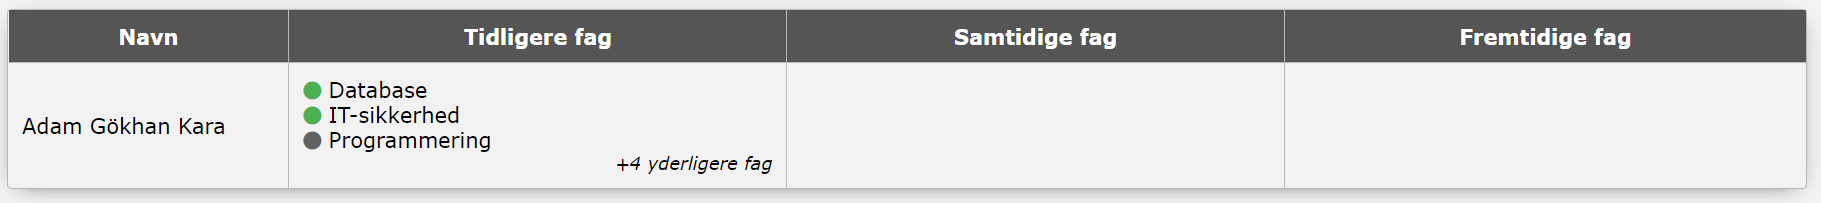 Navn Tidligere fag Samtidige fag Fremtidige fag
Database
IT-sikkerhed
Adam Gökhan Kara
Programmering
+4 yderligere fag